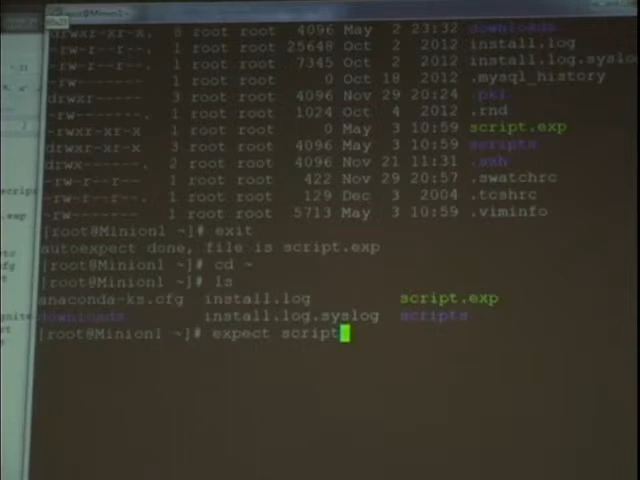 root@Minion1:~
drwxr-xr-x. 8 root root 4096 May 2 23:32 downloads
-rw-r--r--. 1 root root 25648 Oct 2 2012 install.log
-rw-r--r--. 1 root root 7345 Oct 2 2012 install.log.syslo
-rw------- 1 root root 0 Oct 18 2012 .mysql_history
drwxr----- 3 root root 4096 Nov 29 20:24 .pki
-rw------- 1 root root 1024 Oct 4 2012 .rnd
-rwxr-xr-x 1 root root 0 May 3 10:59 script.exp
drwxr-xr-x 3 root root 4096 May 3 10:59 scripts
drwx------. 2 root root 4096 Nov 21 11:31 .ssh
-rw-r--r-- 1 root root 422 Nov 29 20:57 .swatchrc
-rw-r--r--. 1 root root 129 Dec 3 2004 .tcshrc
-rw------- 1 root root 5713 May 3 10:59 .viminfo
[root@Minion1 ~]# exit
autoexpect done, file is script.exp
[root@Minion1 ~]# cd ~
[root@Minion1 ~]# ls
anaconda-ks.cfg install.log script.exp
downloads install.log.syslog scripts
[root@Minion1 ~]# expect script